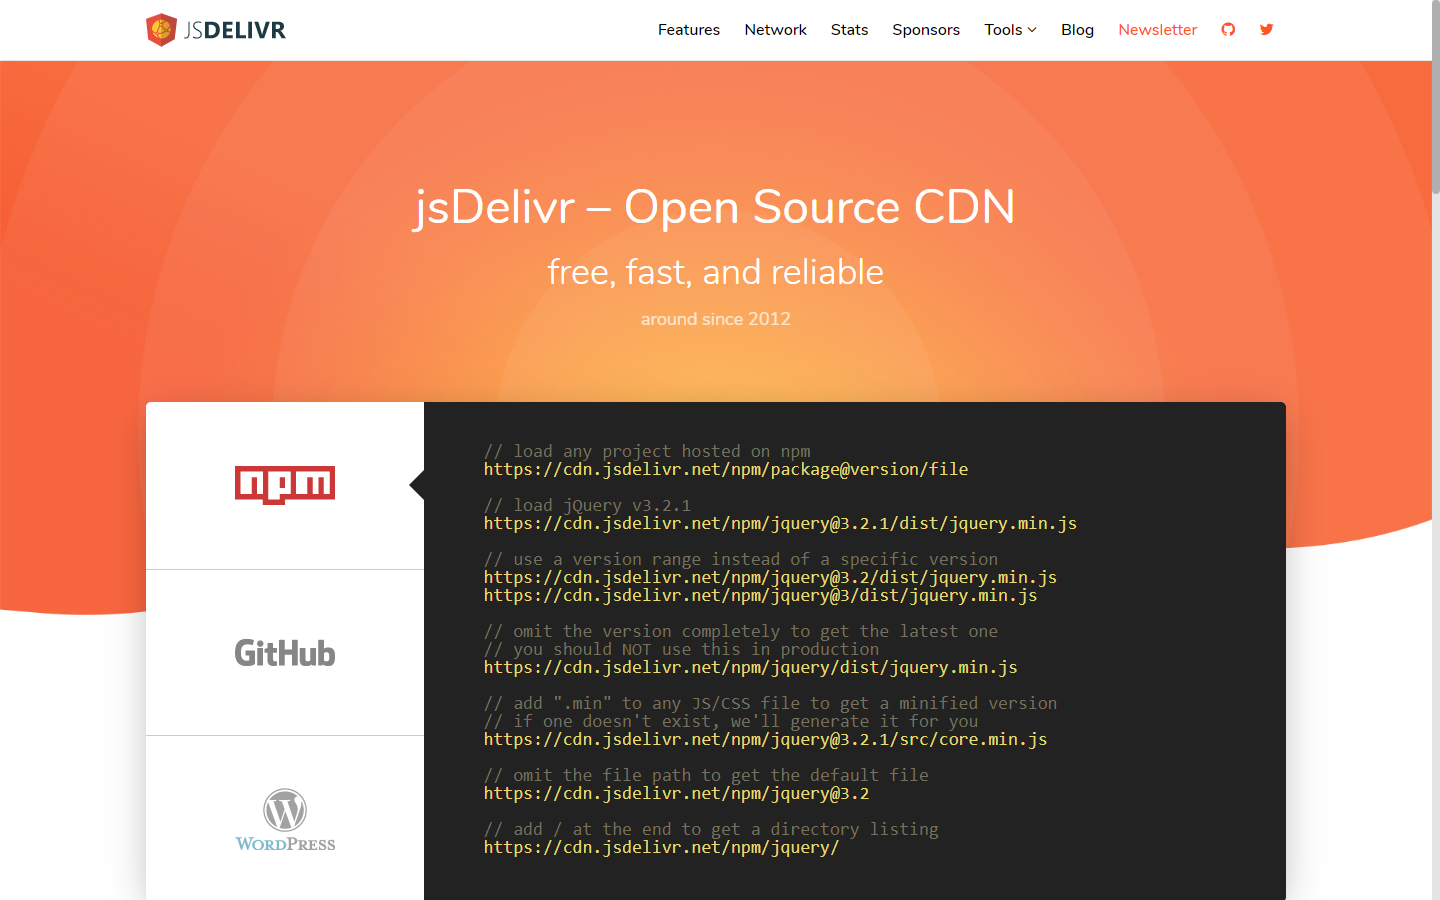 JSDELIVR
Features Network Stats Sponsors Tools Blog Newsletter
jsDelivr – Open Source CDN
free, fast, and reliable
around since 2012
npm
GitHub
WORDPRESS
// load any project hosted on npm
https://cdn.jsdelivr.net/npm/package@version/file
// load jQuery v3.2.1
https://cdn.jsdelivr.net/npm/jquery@3.2.1/dist/jquery.min.js
// use a version range instead of a specific version
https://cdn.jsdelivr.net/npm/jquery@3.2/dist/jquery.min.js
https://cdn.jsdelivr.net/npm/jquery@3/dist/jquery.min.js
// omit the version completely to get the latest one
// you should NOT use this in production
https://cdn.jsdelivr.net/npm/jquery/dist/jquery.min.js
// add ".min" to any JS/CSS file to get a minified version
// if one doesn't exist, we'll generate it for you
https://cdn.jsdelivr.net/npm/jquery@3.2.1/src/core.min.js
// omit the file path to get the default file
https://cdn.jsdelivr.net/npm/jquery@3.2
// add / at the end to get a directory listing
https://cdn.jsdelivr.net/npm/jquery/